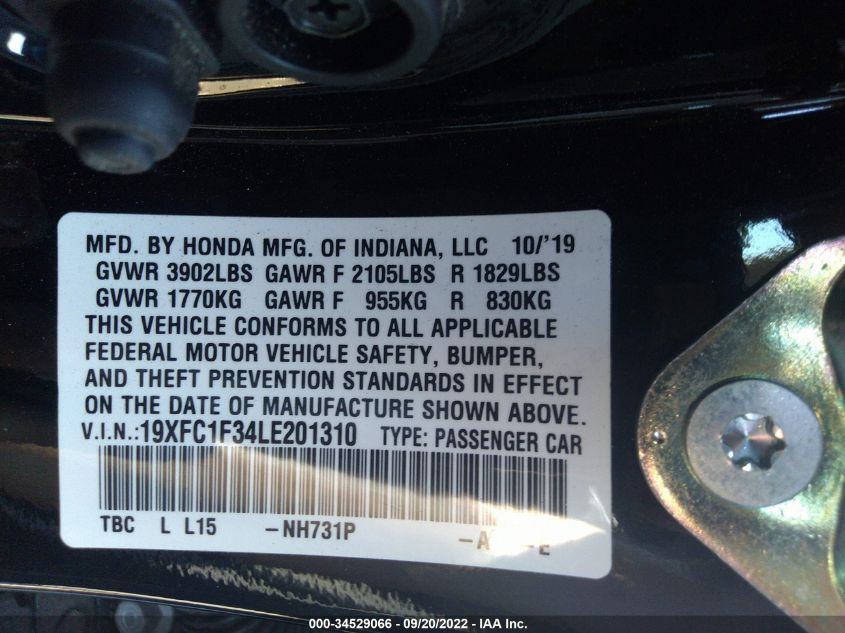 MFD. BY HONDA MFG. OF INDIANA, LLC 10/'19
GVWR 3902LBS GAWR F 2105LBS R 1829LBS
GVWR 1770KG GAWR F 955KG R 830KG
THIS VEHICLE CONFORMS TO ALL APPLICABLE
FEDERAL MOTOR VEHICLE SAFETY, BUMPER,
AND THEFT PREVENTION STANDARDS IN EFFECT
ON THE DATE OF MANUFACTURE SHOWN ABOVE.
V.I.N.:19XFC1F34LE201310 TYPE: PASSENGER CAR
TBC L L15 -NH731P
000-34529066 - 09/20/2022 - IAA Inc.